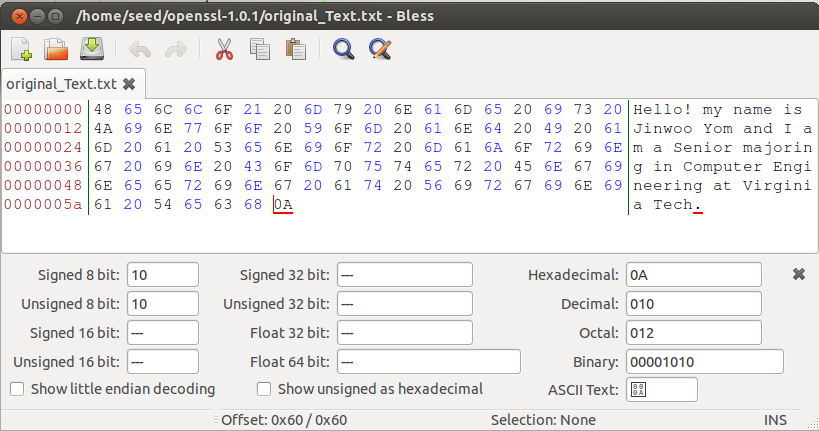 /home/seed/openssl-1.0.1/original_Text.txt - Bless
original_Text.txt
00000000 48 65 6C 6C 6F 21 20 6D 79 20 6E 61 6D 65 20 69 73 20 Hello! my name is
00000012 4A 69 6E 77 6F 6F 20 59 6F 6D 20 61 6E 64 20 49 20 61 Jinwoo Yom and I a
00000024 6D 20 61 20 53 65 6E 69 6F 72 20 6D 61 6A 6F 72 69 6E m a Senior majorin
00000036 67 20 69 6E 20 43 6F 6D 70 75 74 65 72 20 45 6E 67 69 g in Computer Engi
00000048 6E 65 65 72 69 6E 67 20 61 74 20 56 69 72 67 69 6E 69 neering at Virgini
0000005a 61 20 54 65 63 68 0A a Tech.
Signed 8 bit: 10 Signed 32 bit: --- Hexadecimal: 0A
Unsigned 8 bit: 10 Unsigned 32 bit: --- Decimal: 010
Signed 16 bit: --- Float 32 bit: --- Octal: 012
Unsigned 16 bit: --- Float 64 bit: --- Binary: 00001010
Show little endian decoding Show unsigned as hexadecimal ASCII Text: 000A
Offset: 0x60 / 0x60 Selection: None INS